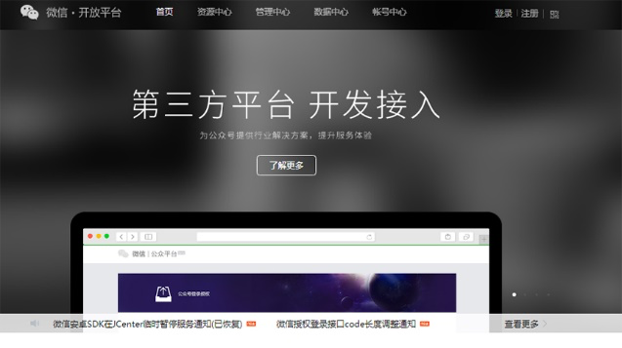 微信·开放平台 首页 资源中心 管理中心 数据中心 帐号中心 登录 | 注册 |
第三方平台 开发接入
为公众号提供行业解决方案，提升服务体验
了解更多
微信 | 公众平台
公众号登录授权
微信安卓SDK在JCenter临时暂停服务通知(已恢复) 微信授权登录接口code长度调整通知 查看更多